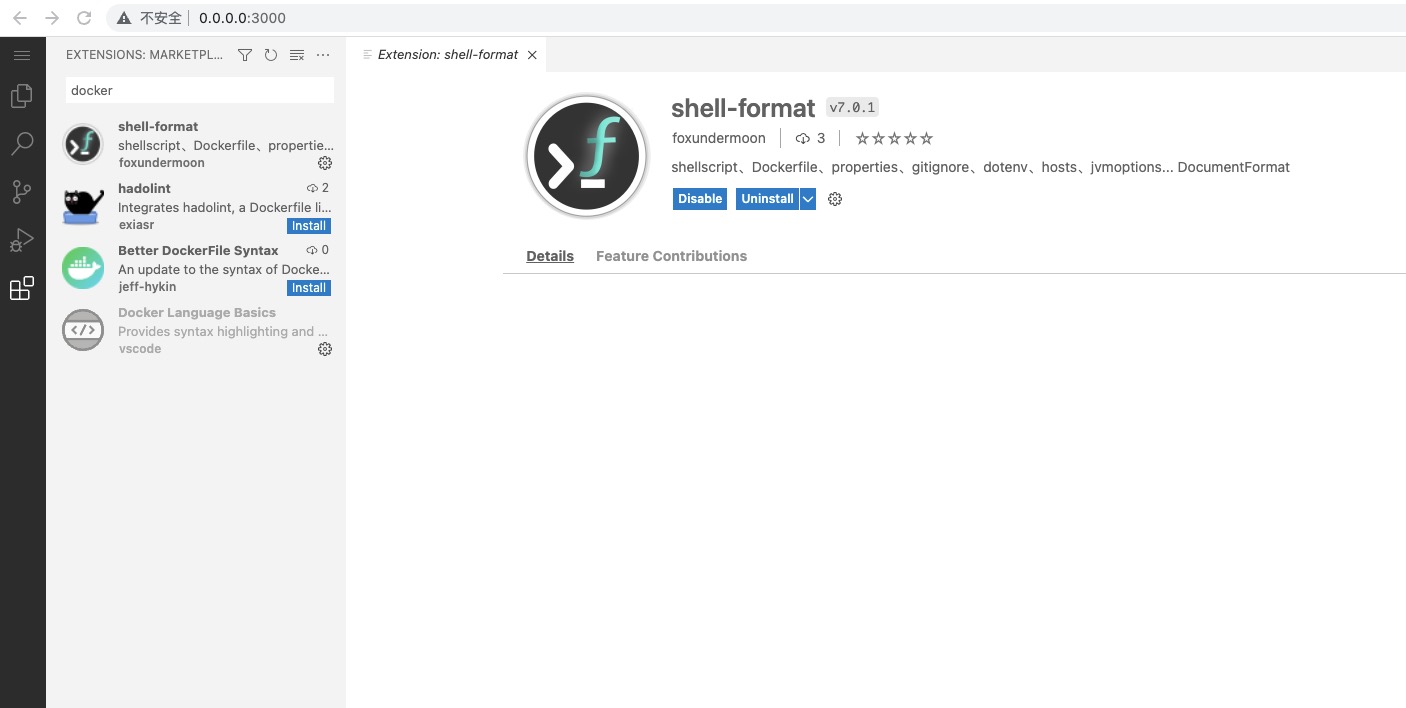 不安全 0.0.0.0:3000
EXTENSIONS: MARKETPL...
Extension: shell-format
docker
shell-format
shellscript、Dockerfile、propertie...
foxundermoon
hadolint 2
Integrates hadolint, a Dockerfile li...
exiasr Install
Better DockerFile Syntax 0
An update to the syntax of Docke...
jeff-hykin Install
Docker Language Basics
Provides syntax highlighting and ...
vscode
shell-format v7.0.1
foxundermoon 3
shellscript、Dockerfile、properties、gitignore、dotenv、hosts、jvmoptions... DocumentFormat
Disable Uninstall
Details Feature Contributions